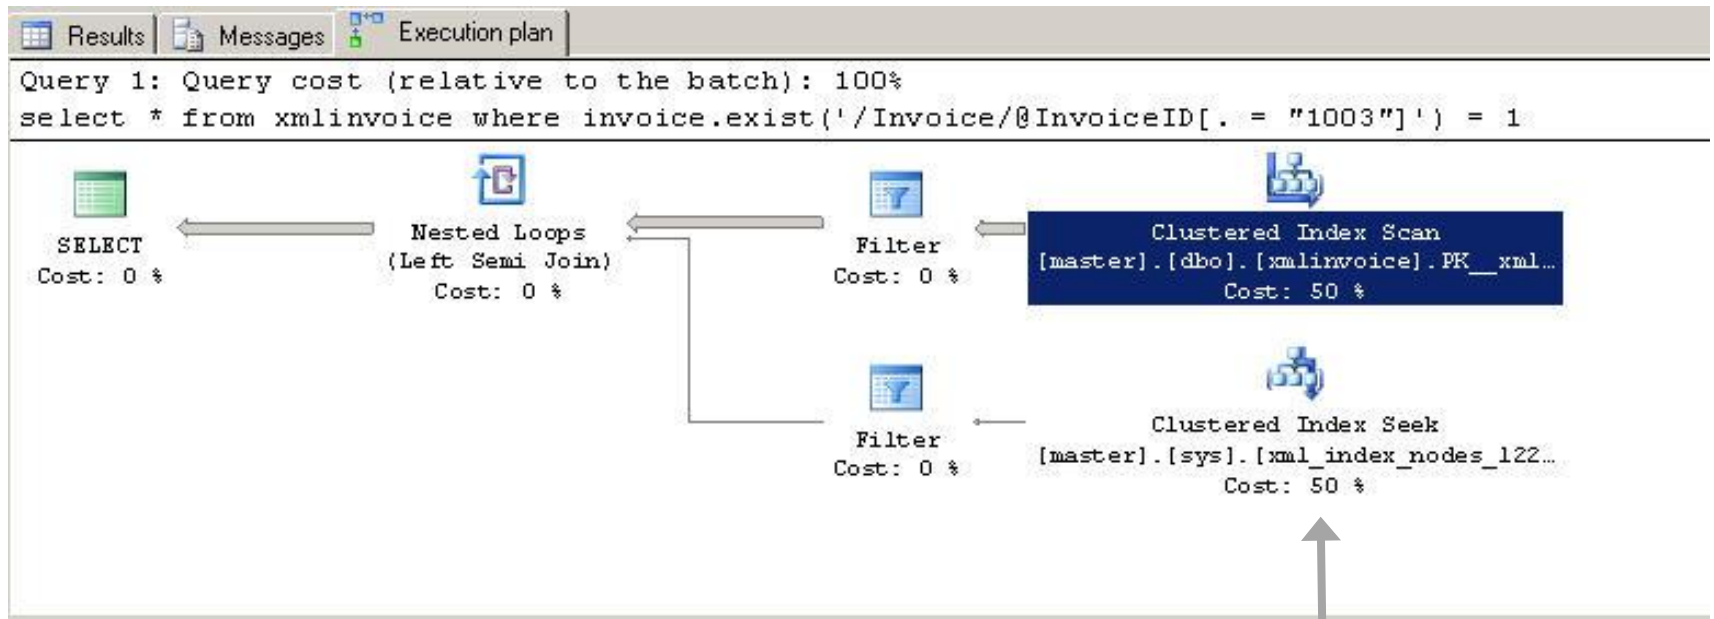 Results Messages Execution plan
Query 1: Query cost (relative to the batch): 100%
select * from xmlinvoice where invoice.exist('/Invoice/@InvoiceID[. = "1003"]') = 1
SELECT
Cost: 0 %
Nested Loops
(Left Semi Join)
Cost: 0 %
Filter
Cost: 0 %
Clustered Index Scan
[master].[dbo].[xmlinvoice].PK__xml…
Cost: 50 %
Filter
Cost: 0 %
Clustered Index Seek
[master].[sys].[xml_index_nodes_122…
Cost: 50 %